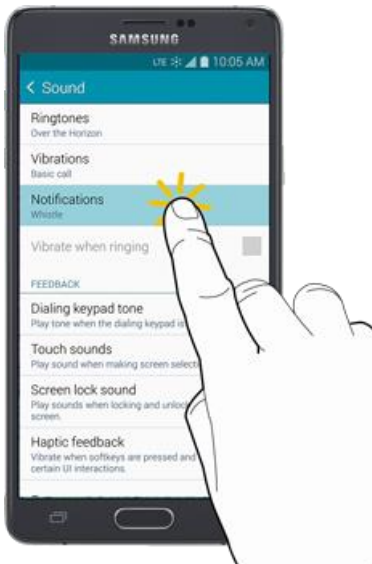 SAMSUNG
LTE 10:05 AM
< Sound
Ringtones
Over the Horizon
Vibrations
Basic call
Notifications
Whistle
Vibrate when ringing
FEEDBACK
Dialing keypad tone
Play tone when the dialing keypad is
Touch sounds
Play sound when making screen
Screen lock sound
Play sounds when locking and
screen.
Haptic feedback
Vibrate when softkeys are pressed and
certain UI interactions.